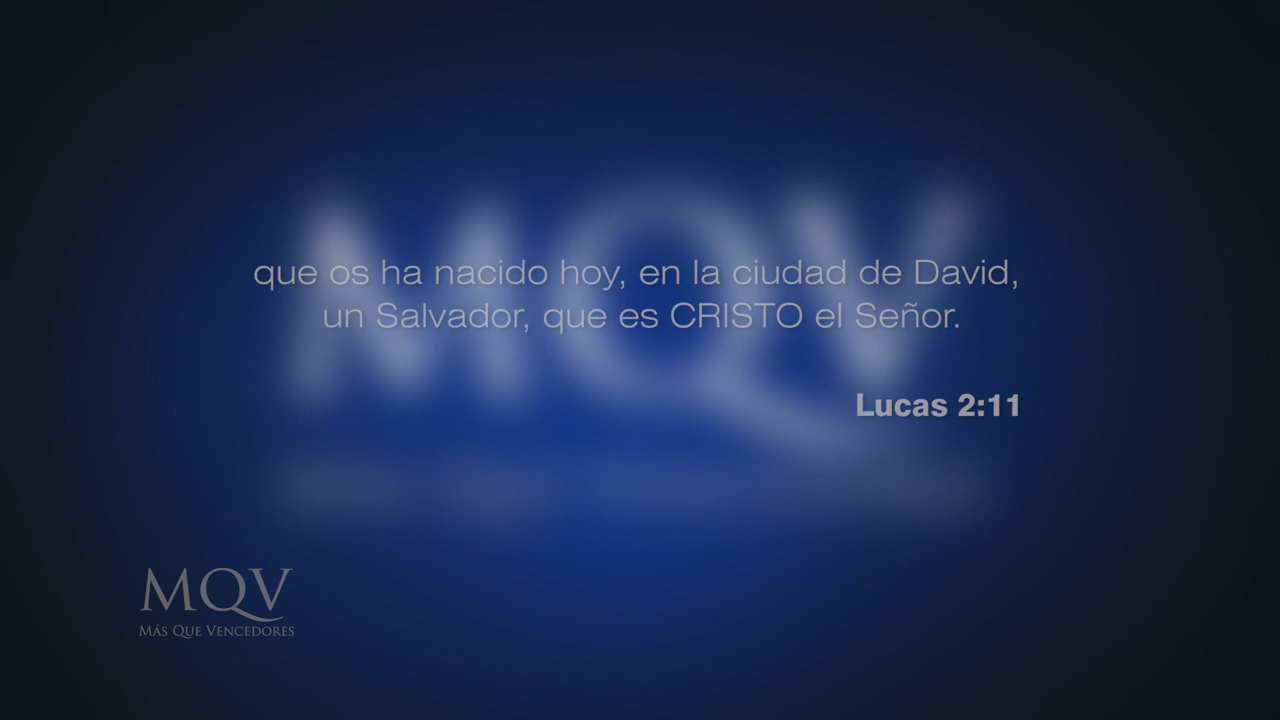 que os ha nacido hoy, en la ciudad de David,
un Salvador, que es CRISTO el Señor.
Lucas 2:11
MQV
MQV
MÁS QUE VENCEDORES